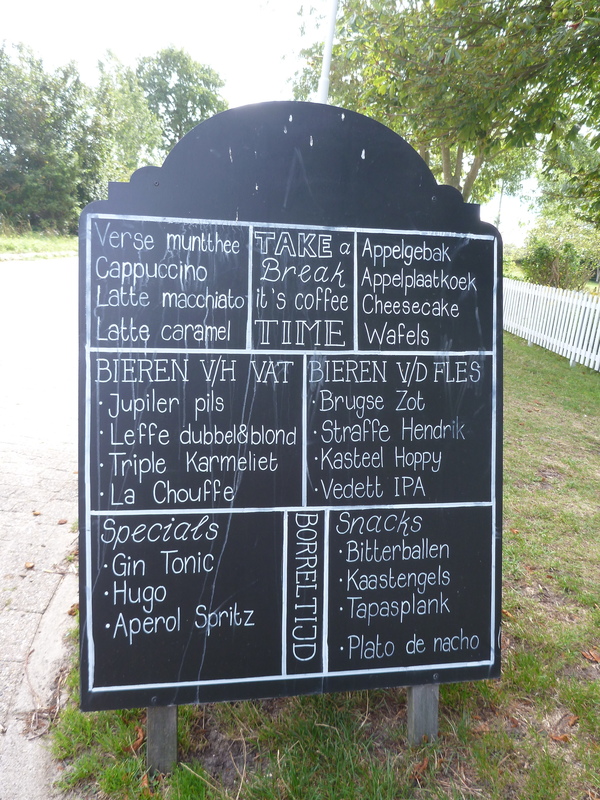 Verse muntthee
Cappuccino
Latte macchiato
Latte caramel
TAKE a
Break
it's coffee
TIME
Appelgebak
Appelplaatkoek
Cheesecake
Wafels
BIEREN V/H VAT
· Jupiler pils
· Leffe dubbel&blond
· Triple Karmeliet
· La Chouffe
BIEREN V/D FLES
· Brugse Zot
· Straffe Hendrik
· Kasteel Hoppy
· Vedett IPA
Specials
· Gin Tonic
· Hugo
· Aperol Spritz
BORRELTIJD
Snacks
· Bitterballen
· Kaastengels
· Tapasplank
· Plato de nacho